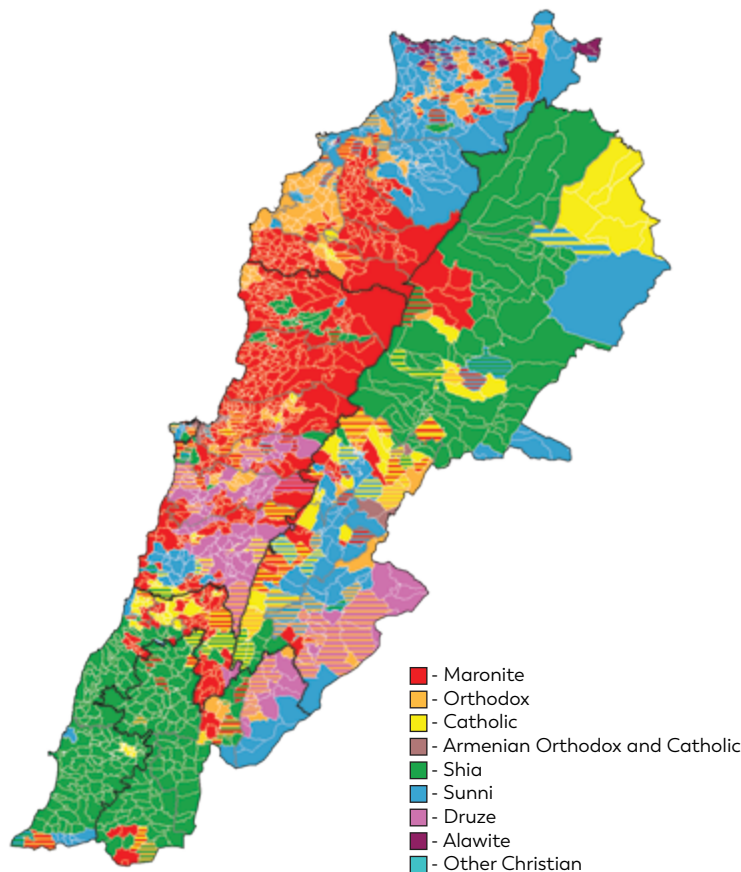 - Maronite
- Orthodox
- Catholic
- Armenian Orthodox and Catholic
- Shia
- Sunni
- Druze
- Alawite
- Other Christian